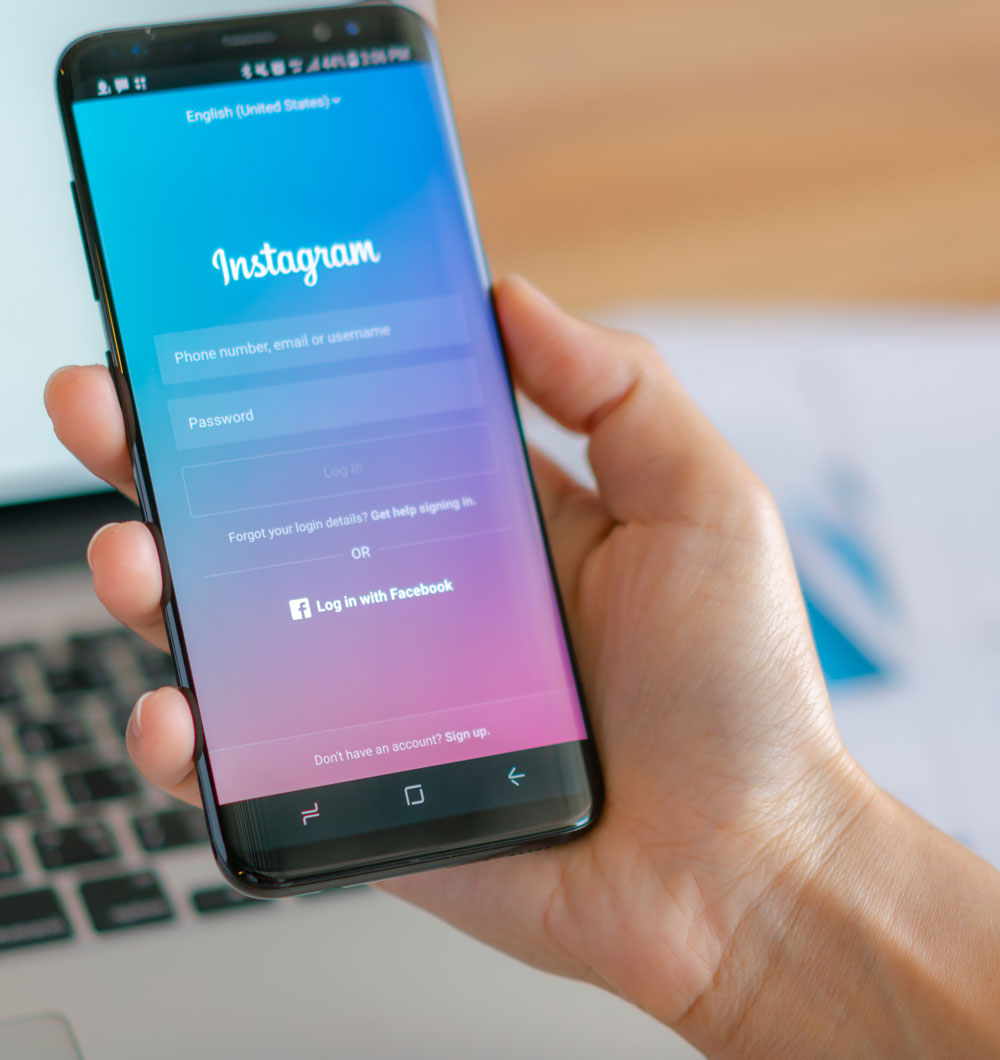 44% 3:06 PM
English (United States)
Instagram
Phone number, email or username
Password
Log In
Forgot your login details? Get help signing in.
OR
Log in with Facebook
Don't have an account? Sign up.